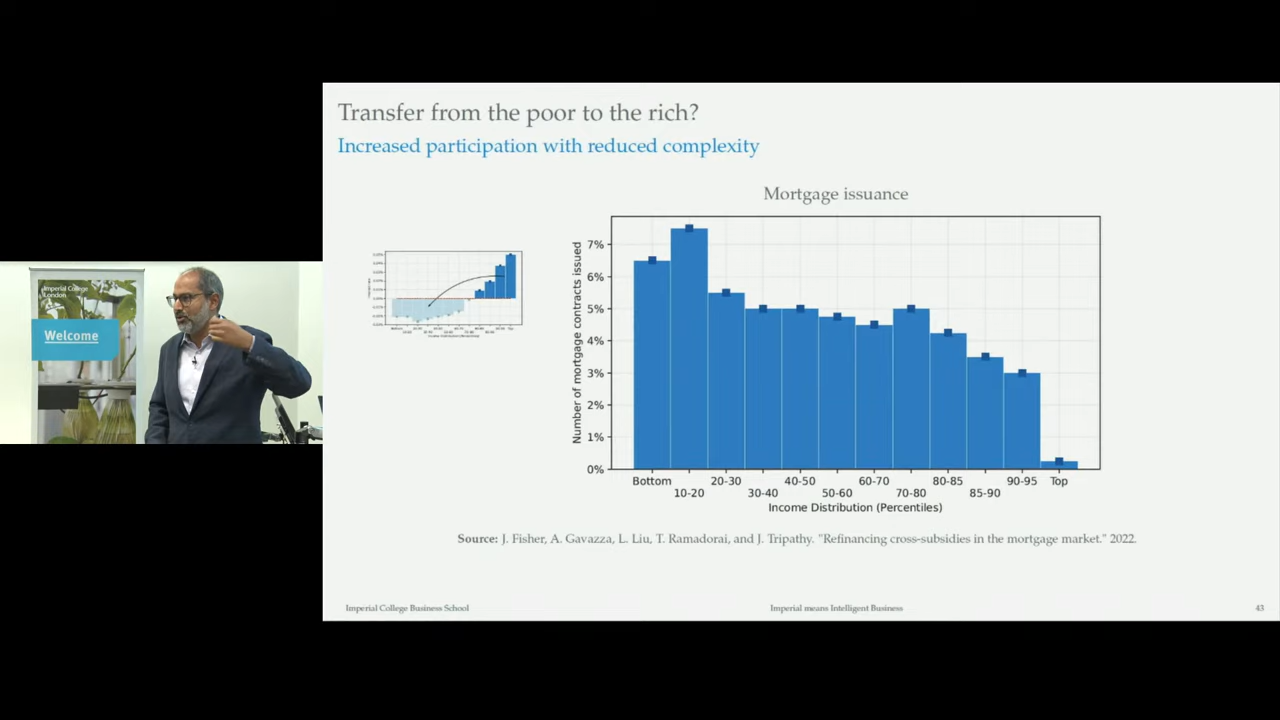 Transfer from the poor to the rich?
Increased participation with reduced complexity
Mortgage issuance
Number of mortgage contracts issued
7%
6%
5%
4%
3%
2%
1%
0%
Bottom 20-30 40-50 60-70 80-85 90-95 Top
10-20 30-40 50-60 70-80 85-90
Income Distribution (Percentiles)
Source: J. Fisher, A. Gavazza, L. Liu, T. Ramadorai, and J. Tripathy. "Refinancing cross-subsidies in the mortgage market." 2022.
Imperial College Business School
Imperial means Intelligent Business
43
Imperial College
London
Welcome